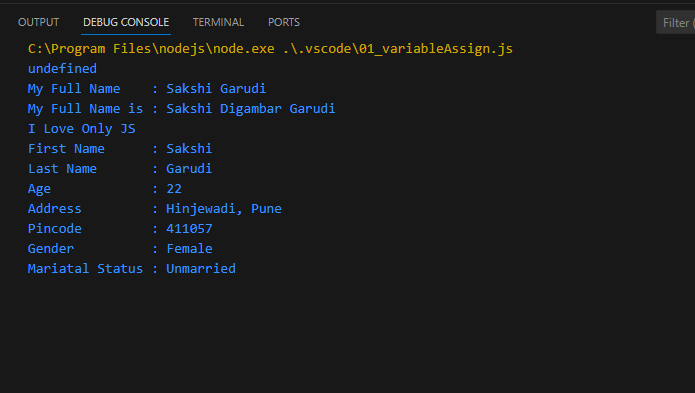 OUTPUT DEBUG CONSOLE TERMINAL PORTS Filter (
C:\Program Files\nodejs\node.exe .\.vscode\01_variableAssign.js
undefined
My Full Name    : Sakshi Garudi
My Full Name is : Sakshi Digambar Garudi
I Love Only JS
First Name      : Sakshi
Last Name       : Garudi
Age             : 22
Address         : Hinjewadi, Pune
Pincode         : 411057
Gender          : Female
Mariatal Status : Unmarried